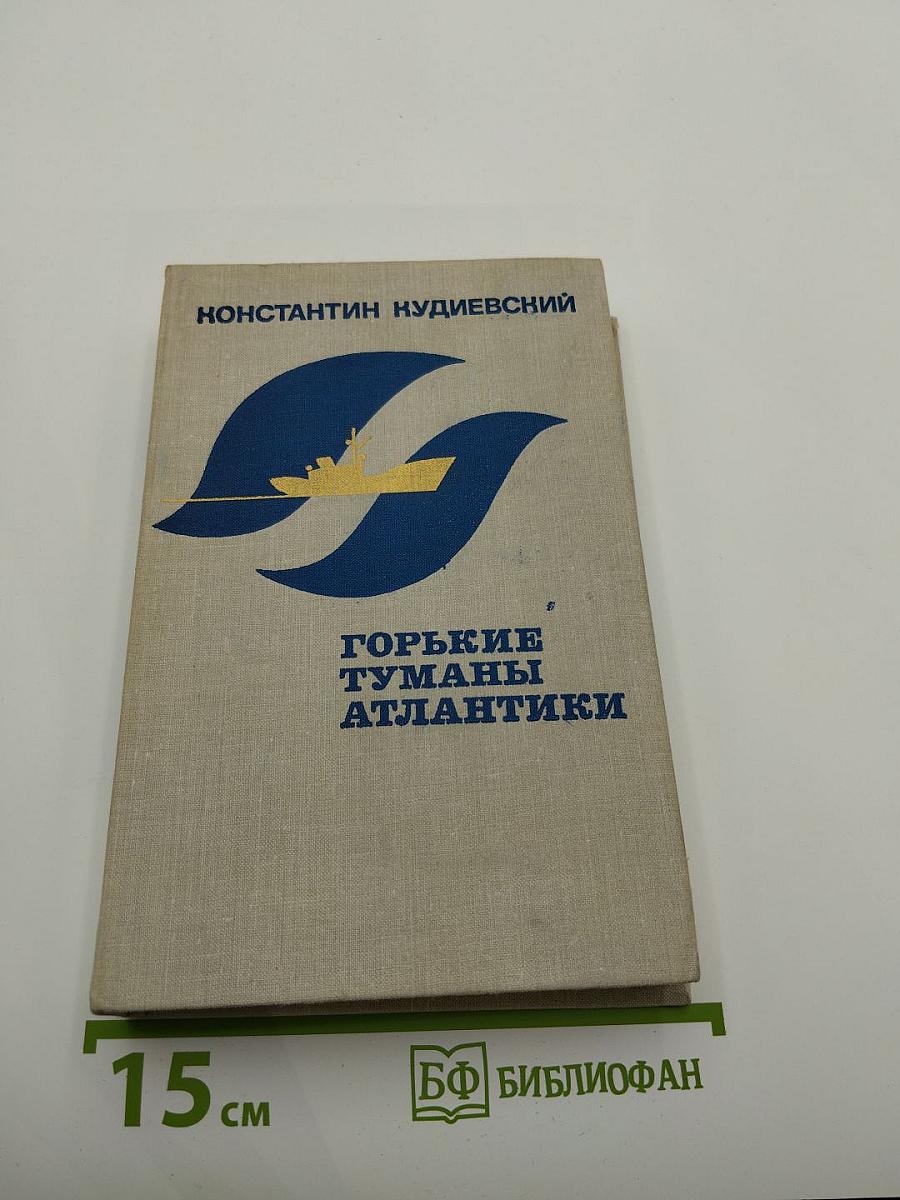 КОНСТАНТИН КУДИЕВСКИЙ
ГОРЬКИЕ
ТУМАНЫ
АТЛАНТИКИ
15 см
БФ БИБЛИОФАН